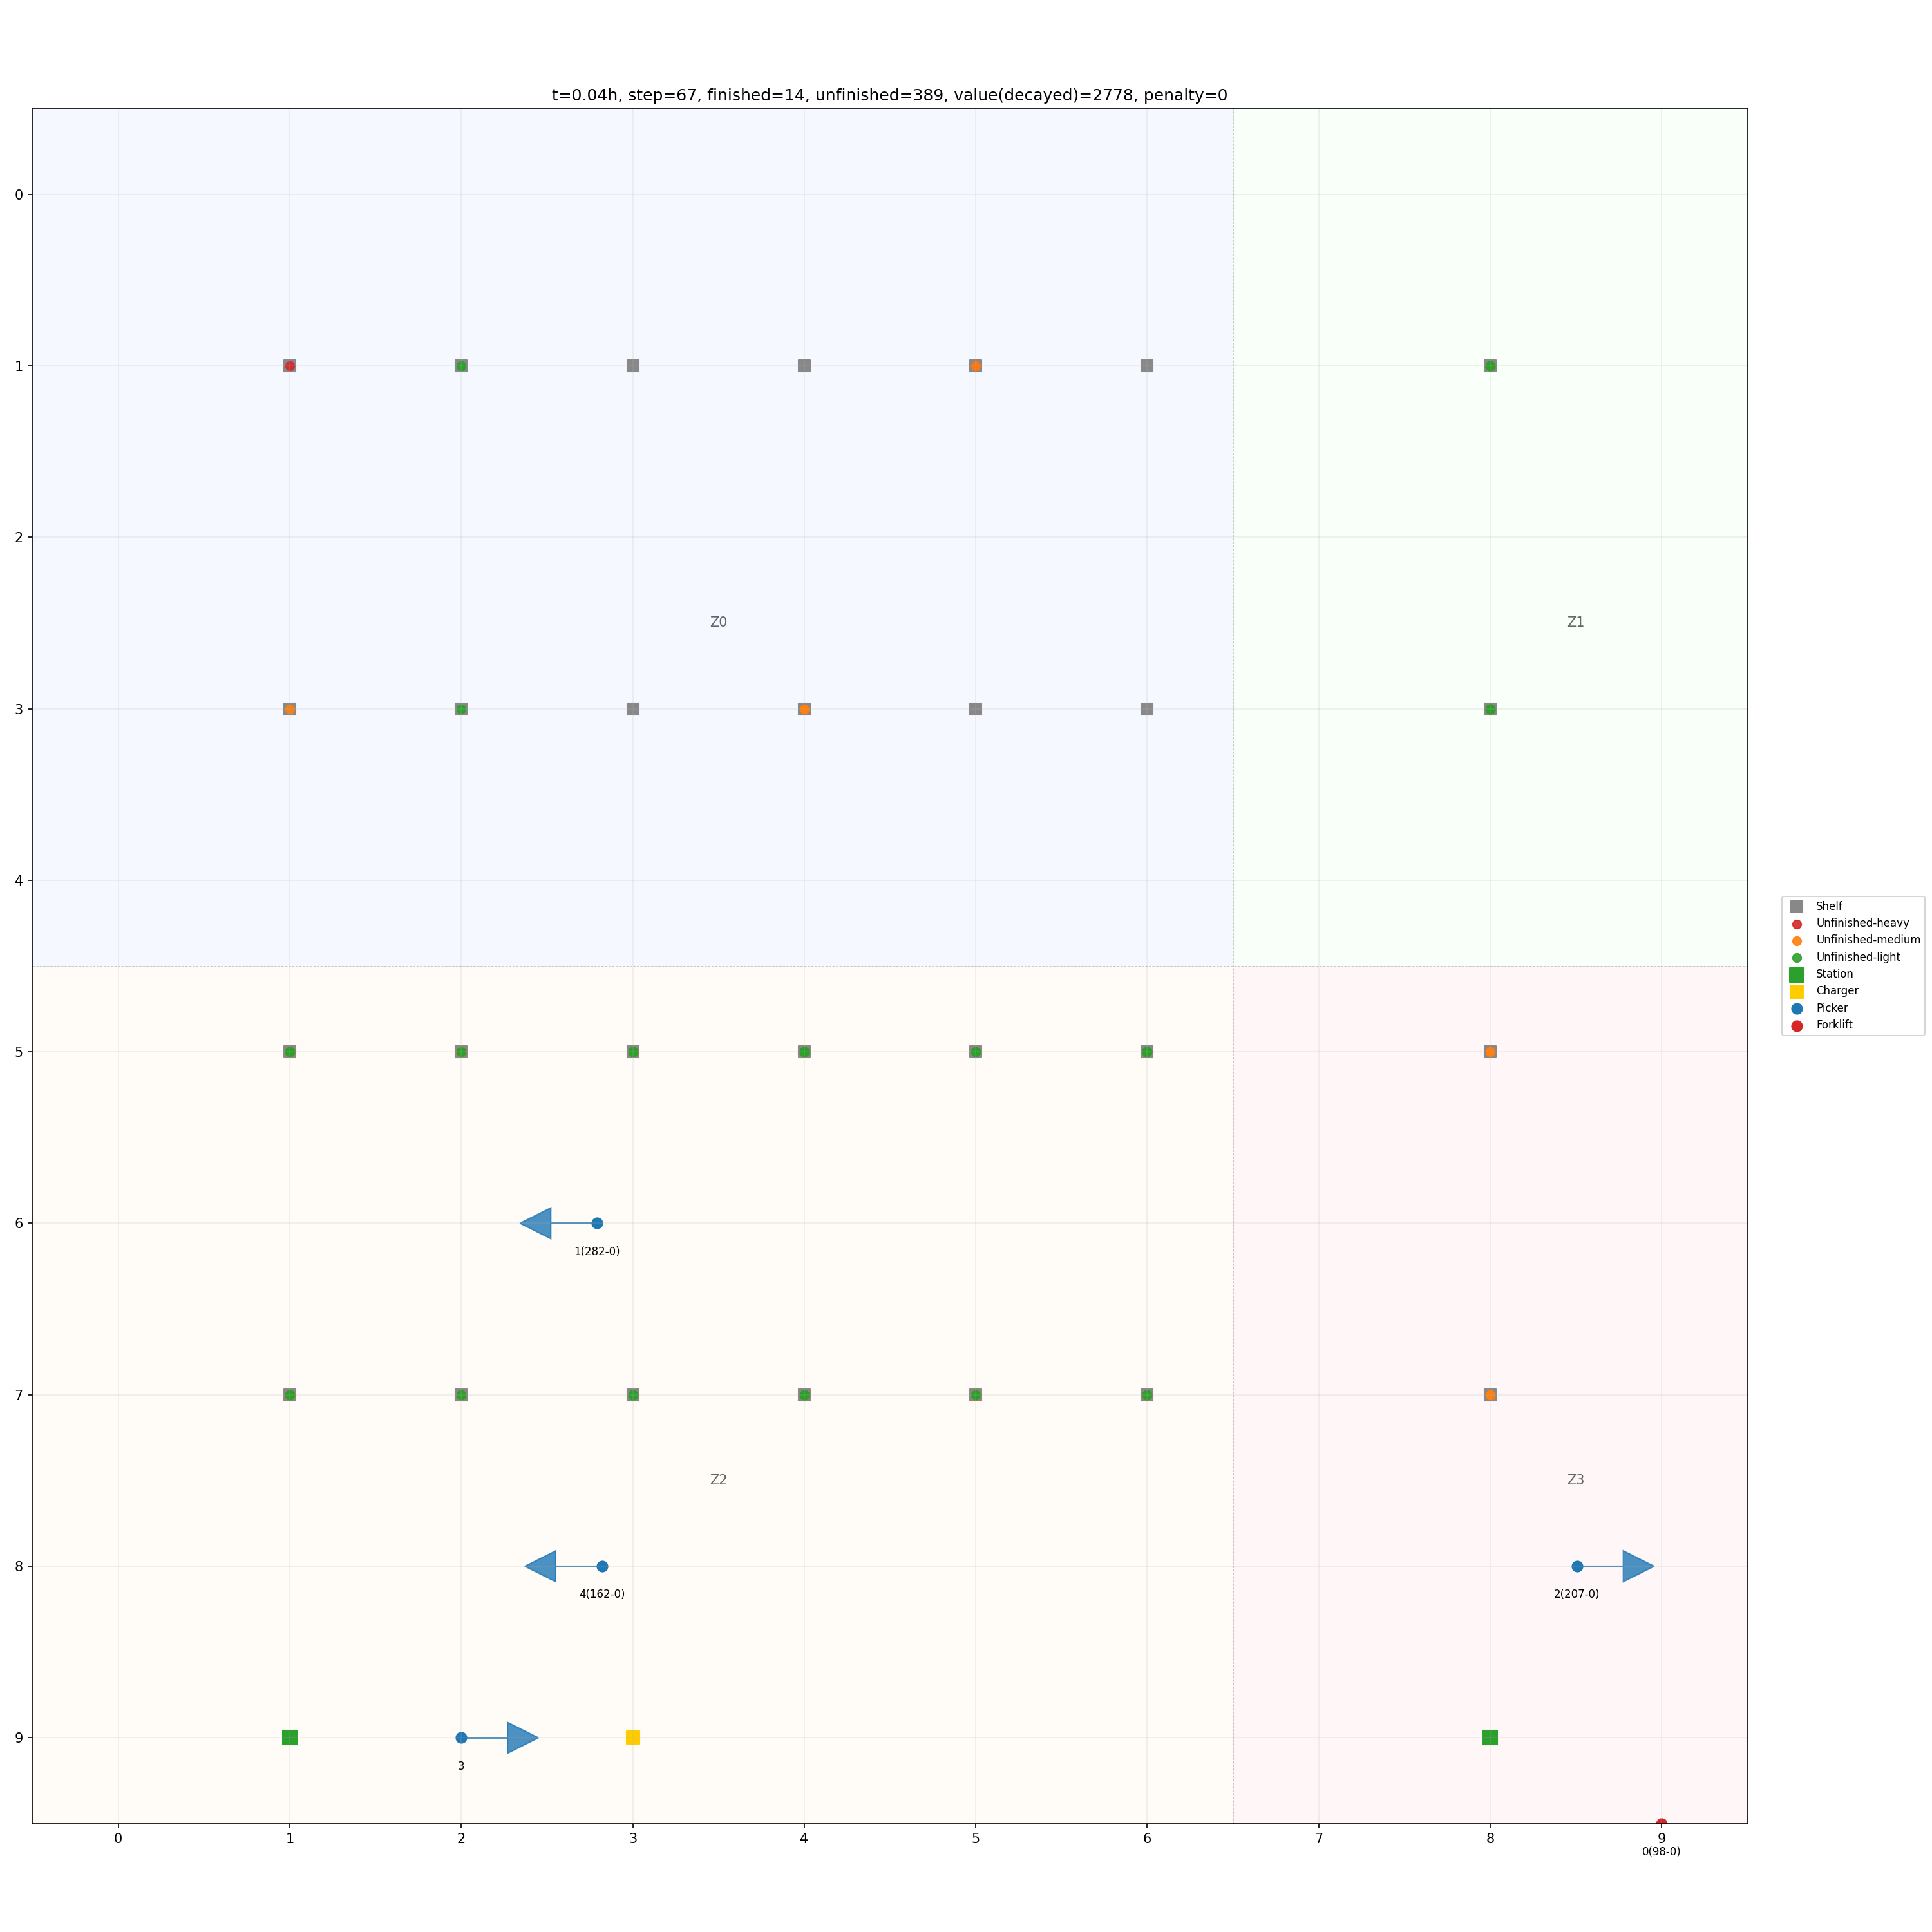 t=0.04h, step=67, finished=14, unfinished=389, value(decayed)=2778, penalty=0
0
1
2
Z0
Z1
3
4
Shelf
Unfinished-heavy
Unfinished-medium
Unfinished-light
Station
Charger
Picker
Forklift
5
6
1(282-0)
7
Z2
Z3
8
4(162-0)
2(207-0)
9
3
0 1 2 3 4 5 6 7 8 9
0(98-0)